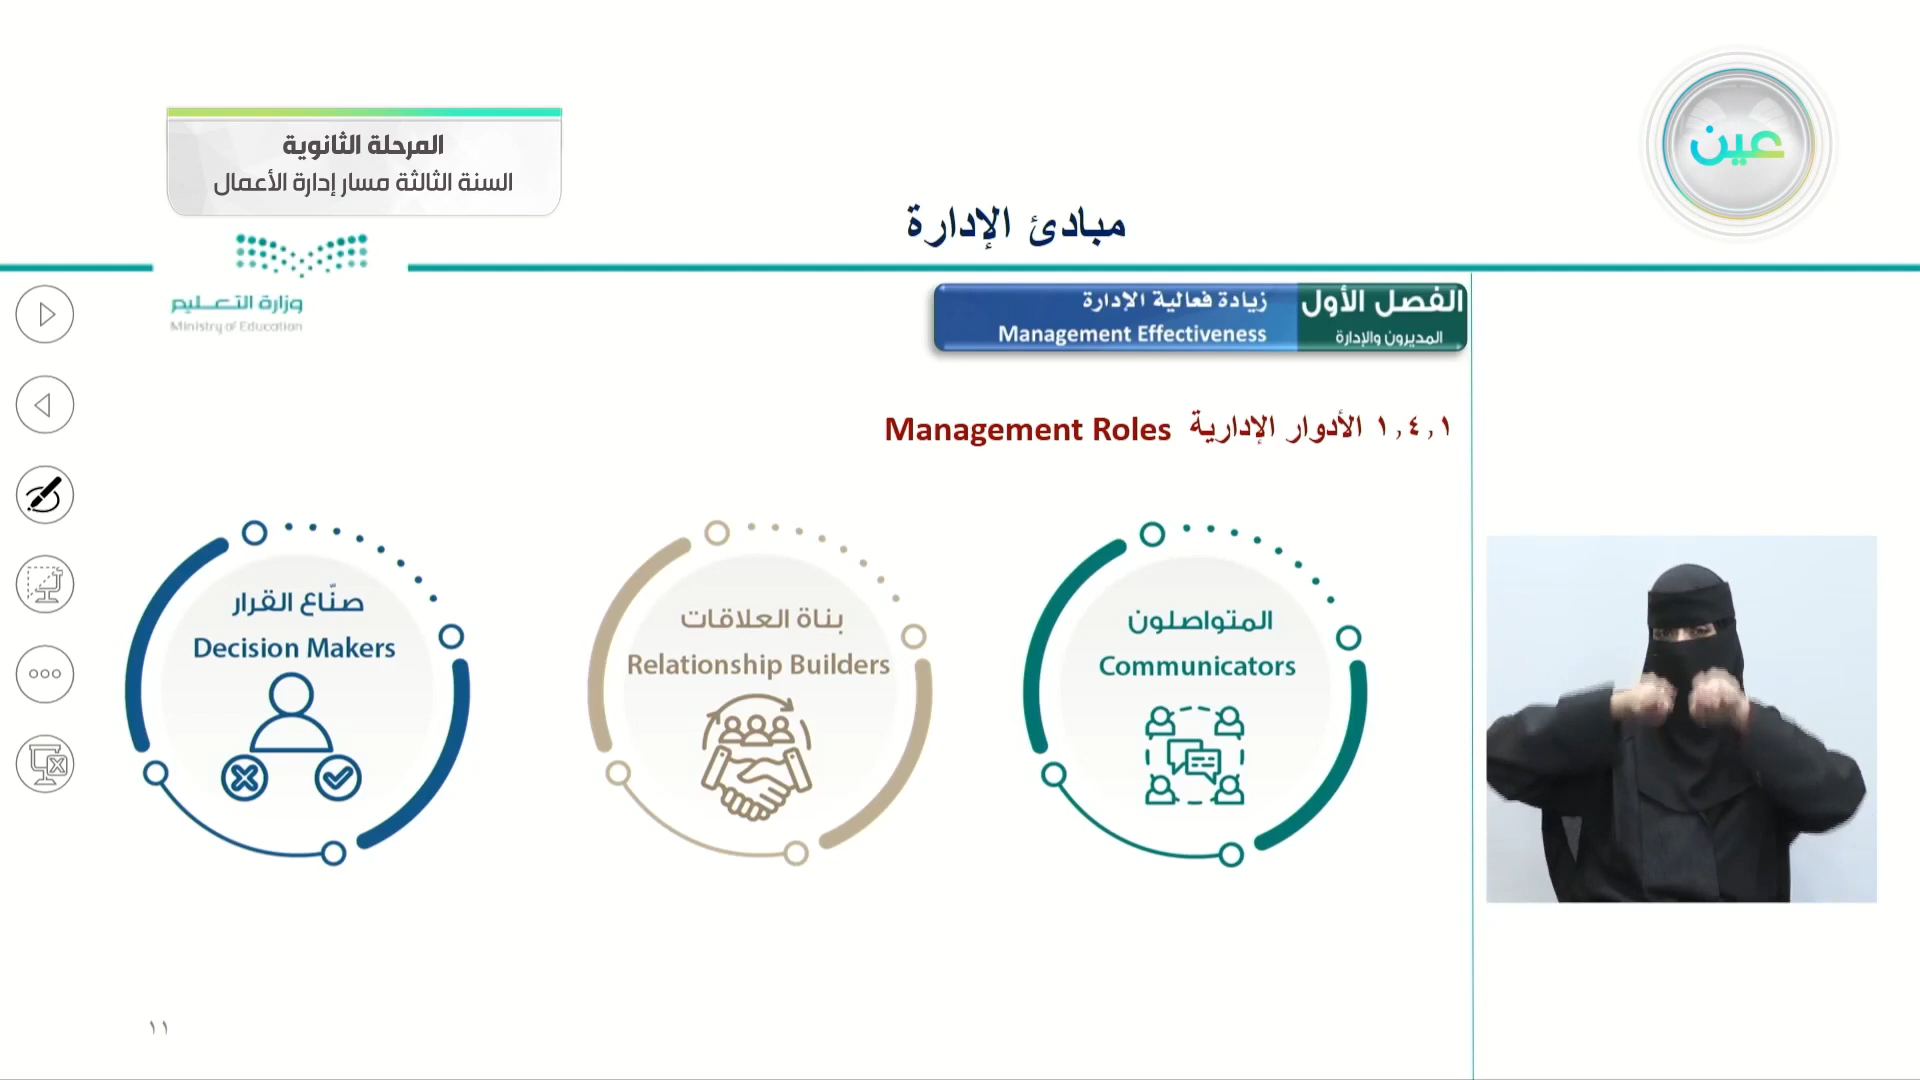 عين
المرحلة الثانوية
السنة الثالثة مسار إدارة الأعمال
مبادئ الإدارة
وزارة التعليم
Ministry of Education
الفصل الأول
المديرون والإدارة
زيادة فعالية الإدارة
Management Effectiveness
١,٤,١ الأدوار الإدارية Management Roles
المتواصلون
Communicators
بناة العلاقات
Relationship Builders
صنّاع القرار
Decision Makers
١١